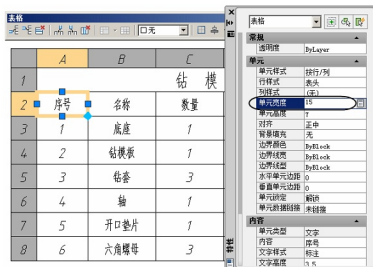 表格
无
A B C
1 钻 模
2 序号 名称 数量
3 1 底座 1
4 2 钻模板 1
5 3 钻套 3
6 4 轴 1
7 5 开口垫片 1
8 6 六角螺母 3
表格
常规
透明度 ByLayer
单元
单元样式 按行/列
行样式 表头
列样式 (无)
单元宽度 15
单元高度 7
对齐 正中
背景填充 无
边界颜色 ByBlock
边界线宽 ByBlock
边界线型 ByBlock
水平单元边距 0
垂直单元边距 0
单元锁定 解锁
单元数据链接 未链接
内容
单元类型 文字
内容 序号
文字样式 标注
文字高度 3.5
特性